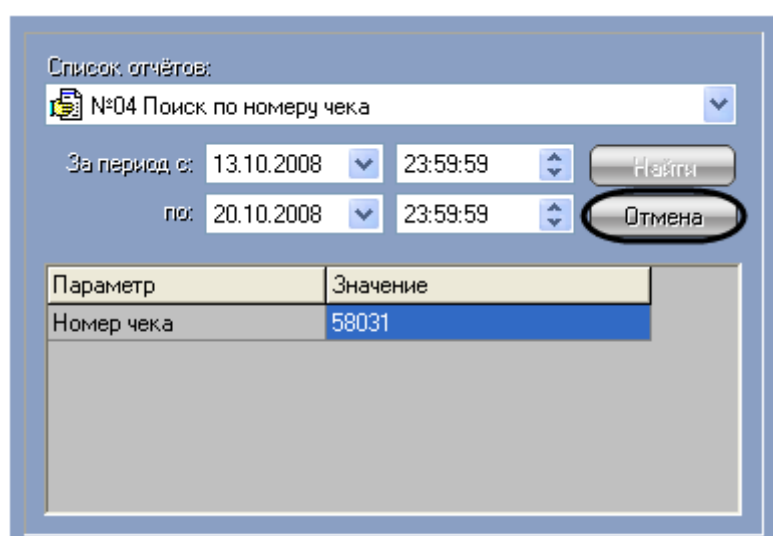 Список отчётов:
№04 Поиск по номеру чека
За период с: 13.10.2008 23:59:59 Найти
по: 20.10.2008 23:59:59 Отмена
Параметр Значение
Номер чека 58031